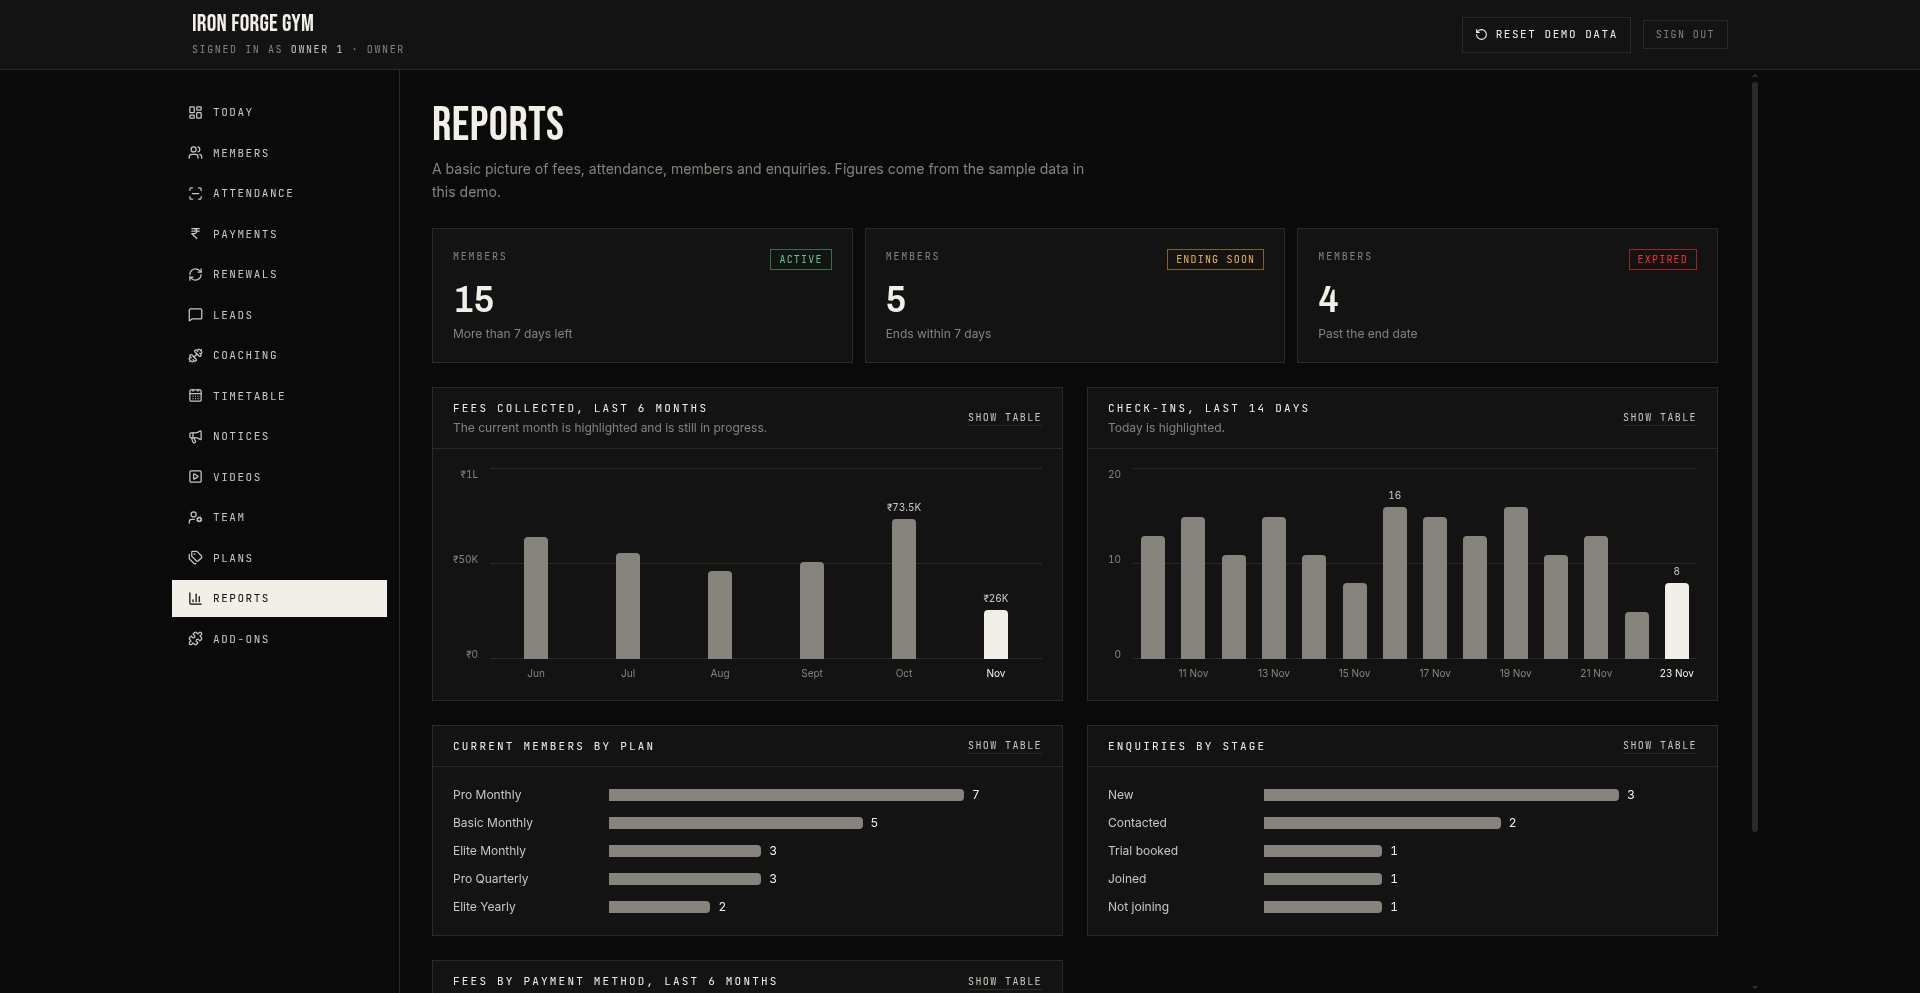 IRON FORGE GYM
SIGNED IN AS OWNER 1 · OWNER
RESET DEMO DATA
SIGN OUT
TODAY
MEMBERS
ATTENDANCE
PAYMENTS
RENEWALS
LEADS
COACHING
TIMETABLE
NOTICES
VIDEOS
TEAM
PLANS
REPORTS
ADD-ONS
REPORTS
A basic picture of fees, attendance, members and enquiries. Figures come from the sample data in
this demo.
MEMBERS
ACTIVE
15
More than 7 days left
MEMBERS
ENDING SOON
5
Ends within 7 days
MEMBERS
EXPIRED
4
Past the end date
FEES COLLECTED, LAST 6 MONTHS
The current month is highlighted and is still in progress.
SHOW TABLE
₹1L
₹50K
₹0
₹73.5K
₹26K
Jun
Jul
Aug
Sept
Oct
Nov
CHECK-INS, LAST 14 DAYS
Today is highlighted.
SHOW TABLE
20
10
0
16
8
11 Nov
13 Nov
15 Nov
17 Nov
19 Nov
21 Nov
23 Nov
CURRENT MEMBERS BY PLAN
SHOW TABLE
Pro Monthly 7
Basic Monthly 5
Elite Monthly 3
Pro Quarterly 3
Elite Yearly 2
ENQUIRIES BY STAGE
SHOW TABLE
New 3
Contacted 2
Trial booked 1
Joined 1
Not joining 1
FEES BY PAYMENT METHOD, LAST 6 MONTHS
SHOW TABLE